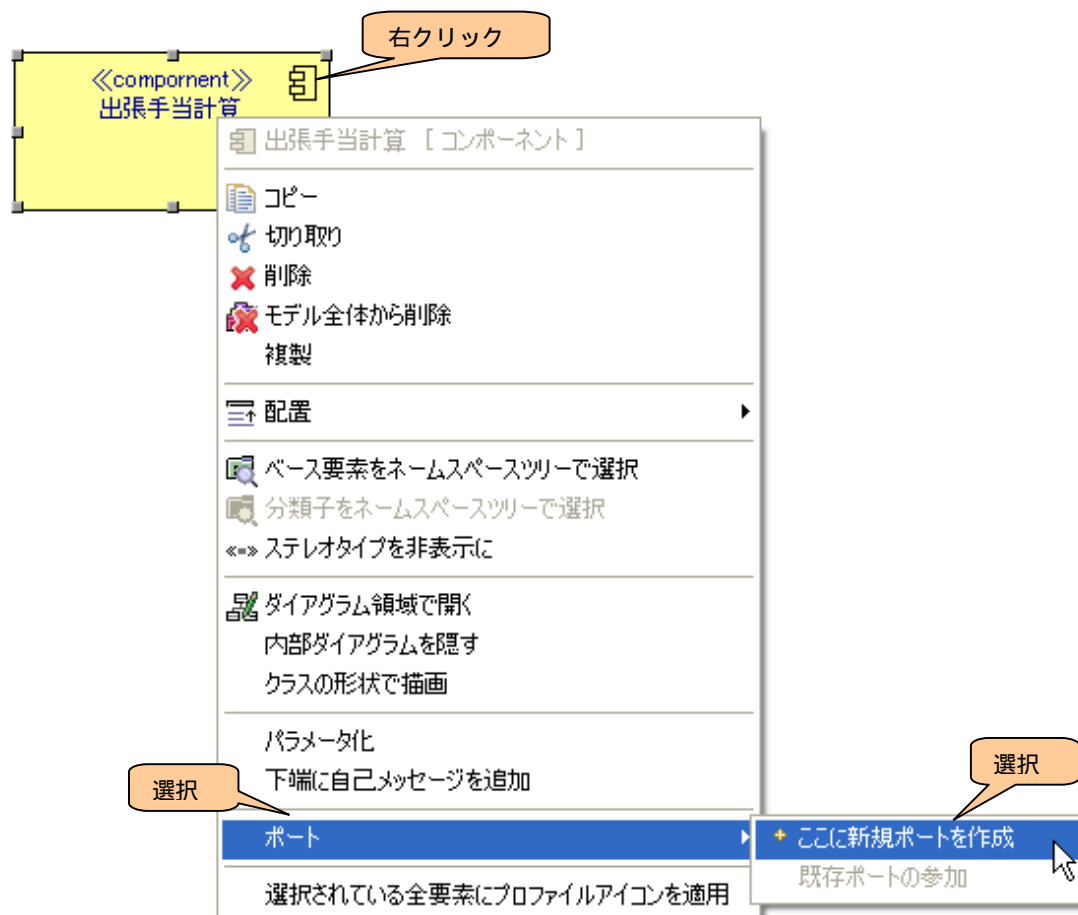 右クリック
≪compornent≫
出張手当計算
出張手当計算 [ コンポーネント ]
コピー
切り取り
削除
モデル全体から削除
複製
配置
ベース要素をネームスペースツリーで選択
分類子をネームスペースツリーで選択
«=» ステレオタイプを非表示に
ダイアグラム領域で開く
内部ダイアグラムを隠す
クラスの形状で描画
パラメータ化
下端に自己メッセージを追加
選択
選択
ポート
ここに新規ポートを作成
既存ポートの参加
選択されている全要素にプロファイルアイコンを適用